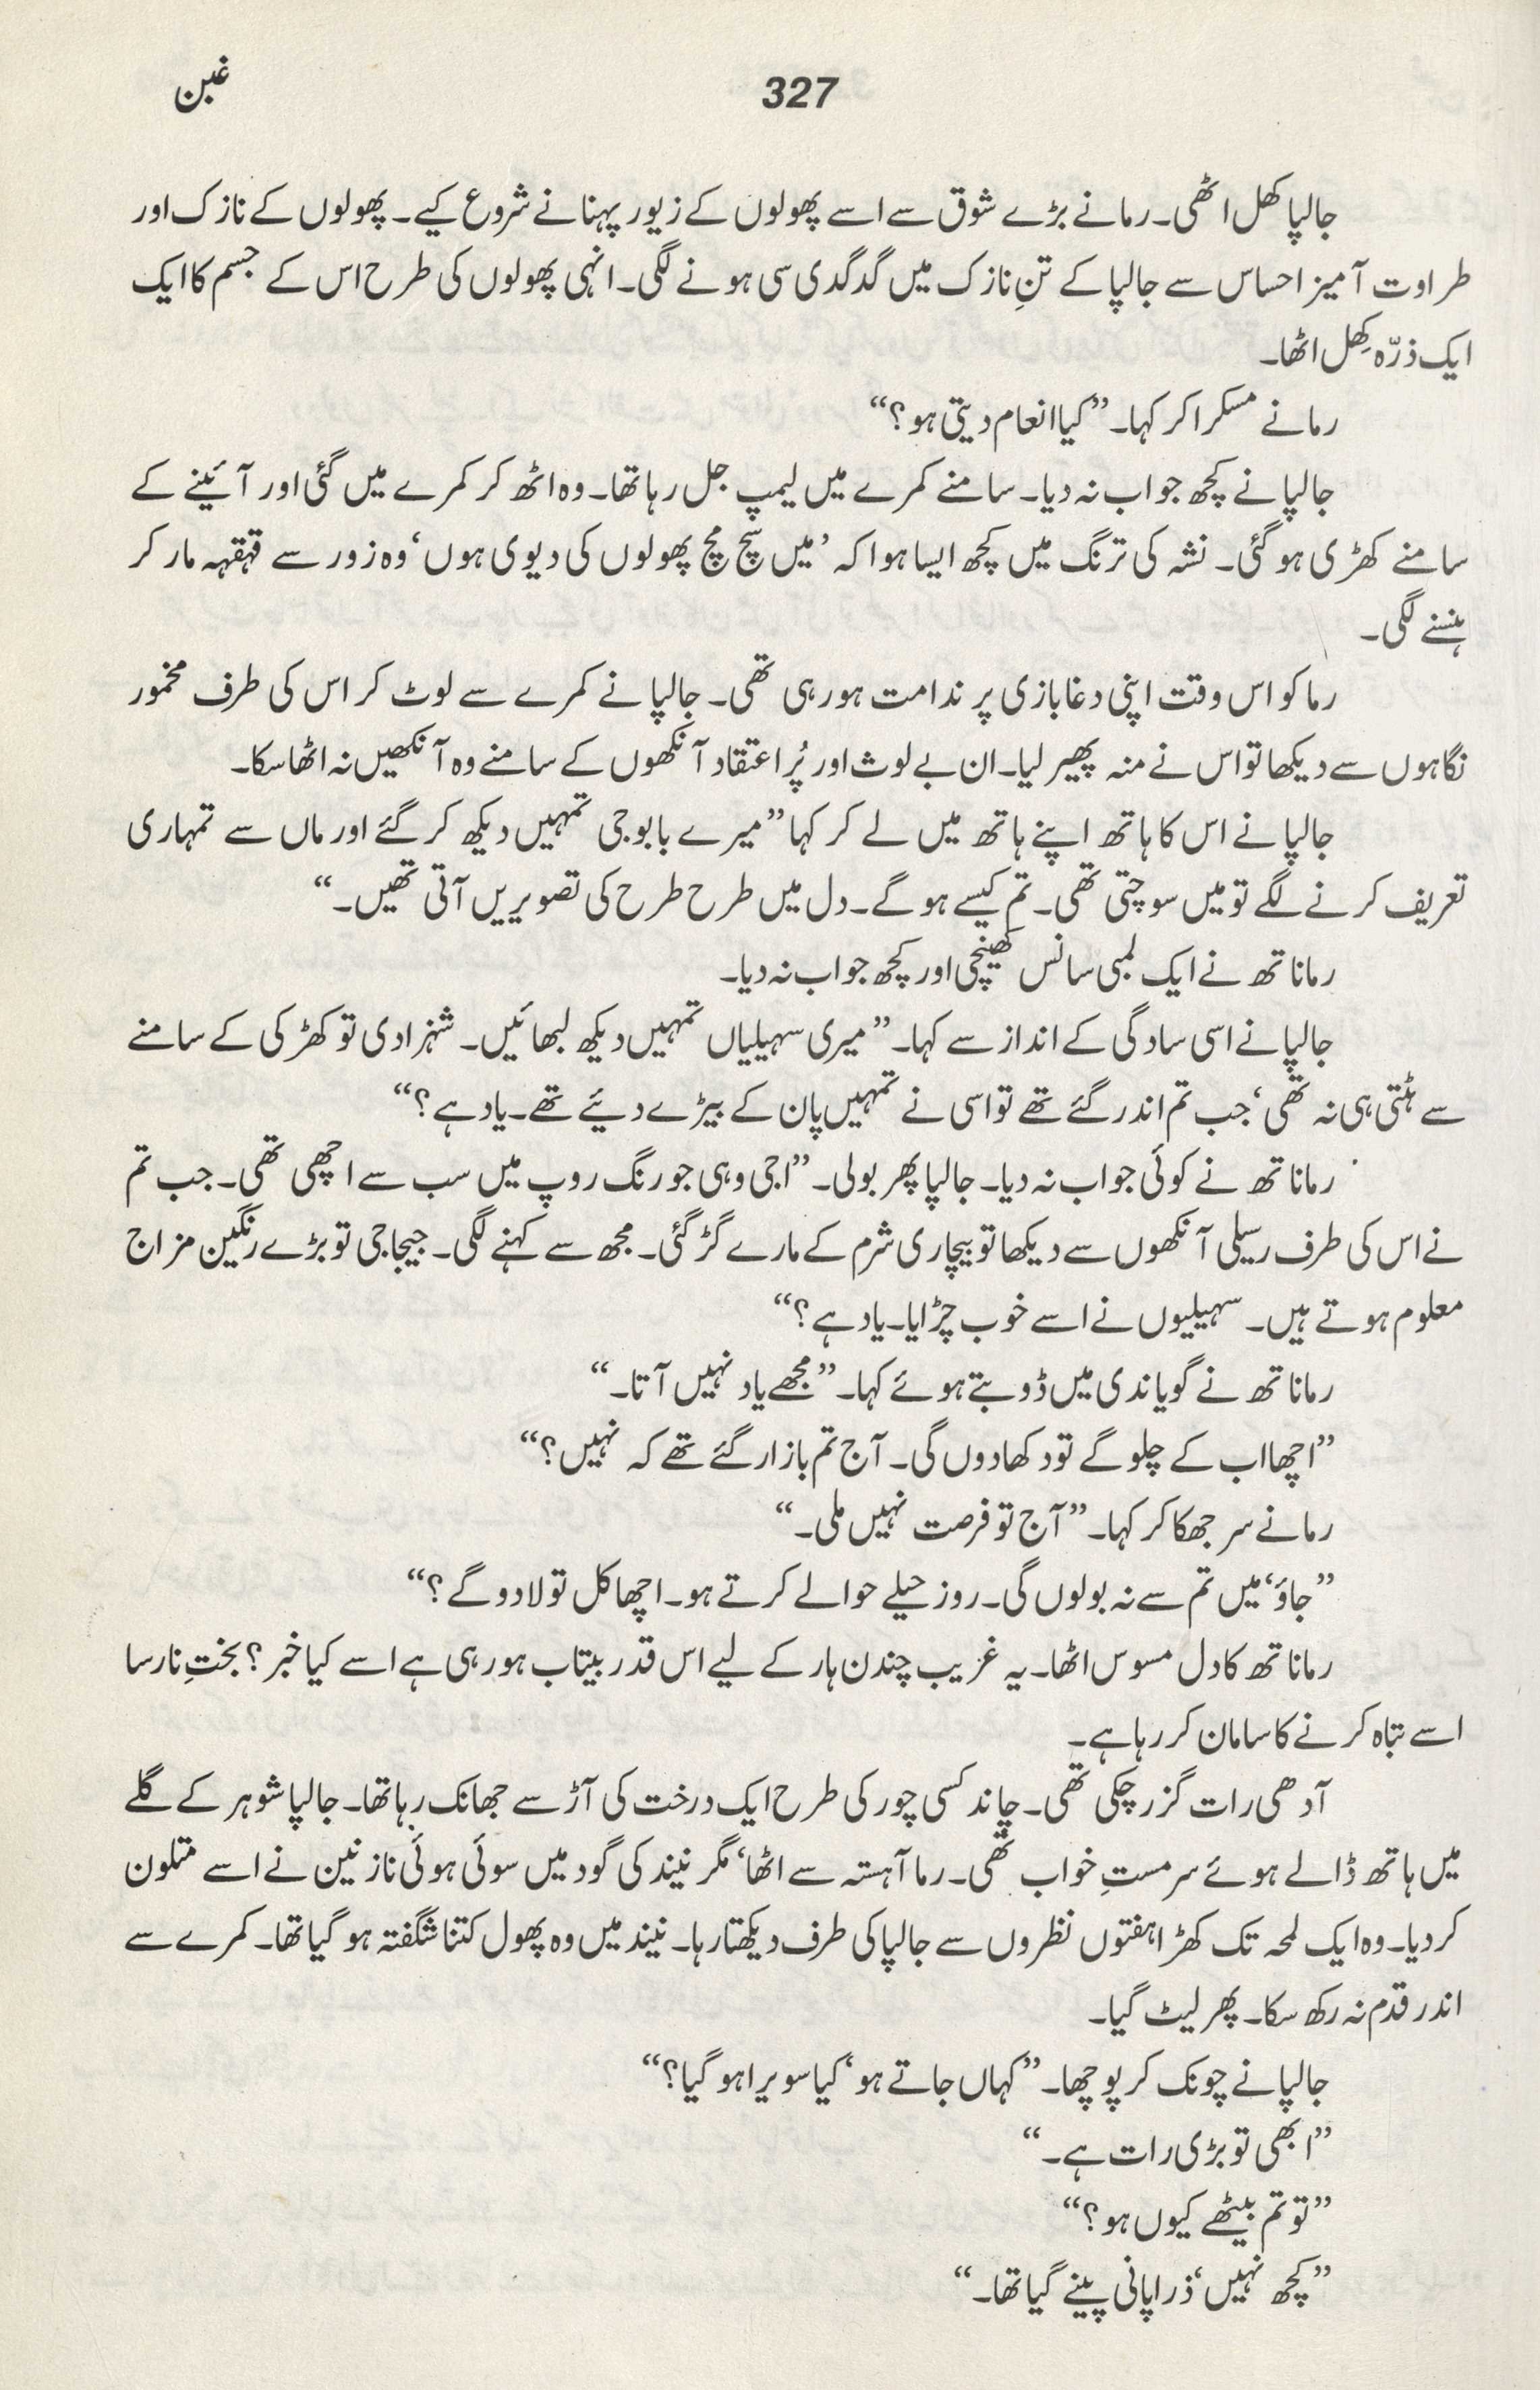 غبن
327
جالپا کھل اٹھی۔ رما نے بڑے شوق سے اسے پھولوں کے زیور پہنانے شروع کیے۔ پھولوں کے نازک اور
طراوت آمیز احساس سے جالپا کے تنِ نازک میں گدگدی سی ہونے لگی۔ انہی پھولوں کی طرح اس کے جسم کا ایک
ایک ذرّہ کِھل اٹھا۔
رما نے مسکرا کر کہا۔ ”کیا انعام دیتی ہو؟“
جالپا نے کچھ جواب نہ دیا۔ سامنے کمرے میں لیمپ جل رہا تھا۔ وہ اٹھ کر کمرے میں گئی اور آئینے کے
سامنے کھڑی ہو گئی۔ نشہ کی ترنگ میں کچھ ایسا ہوا کہ ’میں سچ مچ پھولوں کی دیوی ہوں‘ وہ زور سے قہقہہ مار کر
ہنسنے لگی۔
رما کو اس وقت اپنی دغابازی پر ندامت ہو رہی تھی۔ جالپا نے کمرے سے لوٹ کر اس کی طرف مخمور
نگاہوں سے دیکھا تو اس نے منہ پھیر لیا۔ ان بے لوث اور پُر اعتقاد آنکھوں کے سامنے وہ آنکھیں نہ اٹھا سکا۔
جالپا نے اس کا ہاتھ اپنے ہاتھ میں لے کر کہا ”میرے بابو جی تمہیں دیکھ کر گئے اور ماں سے تمہاری
تعریف کرنے لگے تو میں سوچتی تھی۔ تم کیسے ہو گے۔ دل میں طرح طرح کی تصویریں آتی تھیں۔“
رماناتھ نے ایک لمبی سانس کھینچی اور کچھ جواب نہ دیا۔
جالپا نے اسی سادگی کے انداز سے کہا۔ ”میری سہیلیاں تمہیں دیکھ لبھائیں۔ شہزادی تو کھڑکی کے سامنے
سے ہٹتی ہی نہ تھی‘ جب تم اندر گئے تھے تو اسی نے تمہیں پان کے بیڑے دئیے تھے۔ یاد ہے؟“
رماناتھ نے کوئی جواب نہ دیا۔ جالپا پھر بولی۔ ”اجی وہی جو رنگ روپ میں سب سے اچھی تھی۔ جب تم
نے اس کی طرف رسیلی آنکھوں سے دیکھا تو بیچاری شرم کے مارے گڑ گئی۔ مجھ سے کہنے لگی۔ جیجا جی تو بڑے رنگین مزاج
معلوم ہوتے ہیں۔ سہیلیوں نے اسے خوب چڑایا۔ یاد ہے؟“
رماناتھ نے گویا ندی میں ڈوبتے ہوئے کہا۔ ”مجھے یاد نہیں آتا۔“
”اچھا اب کے چلو گے تو دکھا دوں گی۔ آج تم بازار گئے تھے کہ نہیں؟“
رما نے سر جھکا کر کہا۔ ”آج تو فرصت نہیں ملی۔“
”جاؤ‘ میں تم سے نہ بولوں گی۔ روز حیلے حوالے کرتے ہو۔ اچھا کل تو لا دو گے؟“
رماناتھ کا دل مسوس اٹھا۔ یہ غریب چندن ہار کے لیے اس قدر بیتاب ہو رہی ہے اسے کیا خبر؟ بختِ نارسا
اسے تباہ کرنے کا سامان کر رہا ہے۔
آدھی رات گزر چکی تھی۔ چاند کسی چور کی طرح ایک درخت کی آڑ سے جھانک رہا تھا۔ جالپا شوہر کے گلے
میں ہاتھ ڈالے ہوئے سرمستِ خواب تھی۔ رما آہستہ سے اٹھا‘ مگر نیند کی گود میں سوئی ہوئی نازنین نے اسے متلون
کر دیا۔ وہ ایک لمحہ تک کھڑا ہفتوں نظروں سے جالپا کی طرف دیکھتا رہا۔ نیند میں وہ پھول کتنا شگفتہ ہو گیا تھا۔ کمرے سے
اندر قدم نہ رکھ سکا۔ پھر لیٹ گیا۔
جالپا نے چونک کر پوچھا۔ ”کہاں جاتے ہو‘ کیا سویرا ہو گیا؟“
”ابھی تو بڑی رات ہے۔“
”تو تم بیٹھے کیوں ہو؟“
”کچھ نہیں‘ ذرا پانی پینے گیا تھا۔“